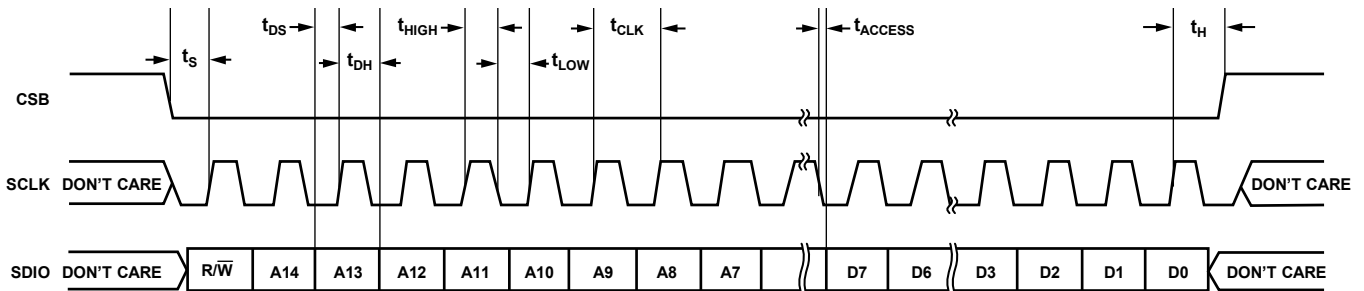 tDS tHIGH tCLK tACCESS tH
tS tDH tLOW
CSB
SCLK DON'T CARE DON'T CARE
SDIO DON'T CARE R/W̅ A14 A13 A12 A11 A10 A9 A8 A7 D7 D6 D3 D2 D1 D0 DON'T CARE